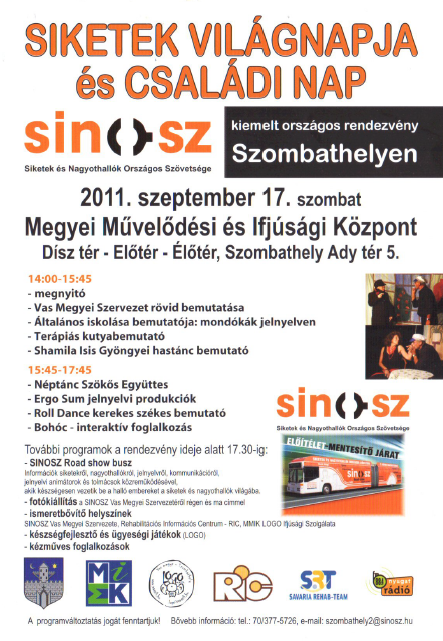 SIKETEK VILÁGNAPJA
és CSALÁDI NAP
sinosz
Siketek és Nagyothallók Országos Szövetsége
kiemelt országos rendezvény
Szombathelyen
2011. szeptember 17. szombat
Megyei Művelődési és Ifjúsági Központ
Dísz tér - Előtér - Élőtér, Szombathely Ady tér 5.
14:00-15:45
- megnyitó
- Vas Megyei Szervezet rövid bemutatása
- Általános iskolása bemutatója: mondókák jelnyelven
- Terápiás kutyabemutató
- Shamila Isis Gyöngyei hastánc bemutató
15:45-17:45
- Néptánc Szökős Együttes
- Ergo Sum jelnyelvi produkciók
- Roll Dance kerekes székes bemutató
- Bohóc - interaktív foglalkozás
sinosz
Siketek és Nagyothallók Országos Szövetsége
ELŐÍTÉLET-MENTESÍTŐ JÁRAT
További programok a rendezvény ideje alatt 17.30-ig:
- SINOSZ Road show busz
Információk siketekről, nagyothallókról, jelnyelvről, kommunikációról,
jelnyelvi animátorok és tolmácsok közreműködésével,
akik készségesen vezetik be a halló embereket a siketek és nagyothallók világába.
- fotókiállítás a SINOSZ Vas Megyei Szervezetéről régen és ma címmel
- ismeretbővítő helyszínek
SINOSZ Vas Megyei Szervezete, Rehabilitációs Információs Centrum - RIC, MMIK LOGO Ifjúsági Szolgálata
- készségfejlesztő és ügyességi játékok (LOGO)
- kézműves foglalkozások
MIÉK
LOGO
RIC
SRT
SAVARIA REHAB-TEAM
nyugat
rádió
A programváltoztatás jogát fenntartjuk! Bővebb információ: tel.: 70/377-5726, e-mail: szombathely2@sinosz.hu